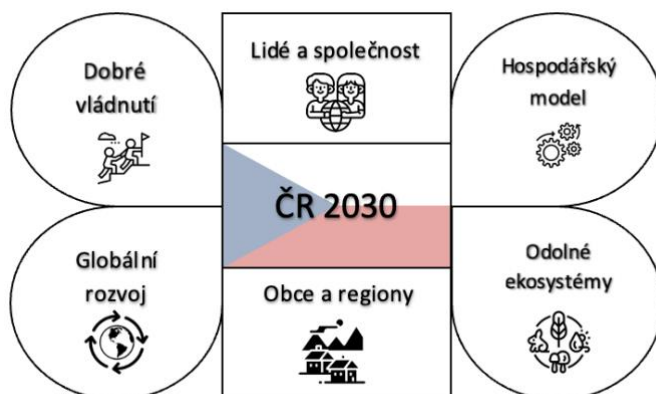 Dobré
vládnutí
Lidé a společnost
Hospodářský
model
ČR 2030
Globální
rozvoj
Obce a regiony
Odolné
ekosystémy